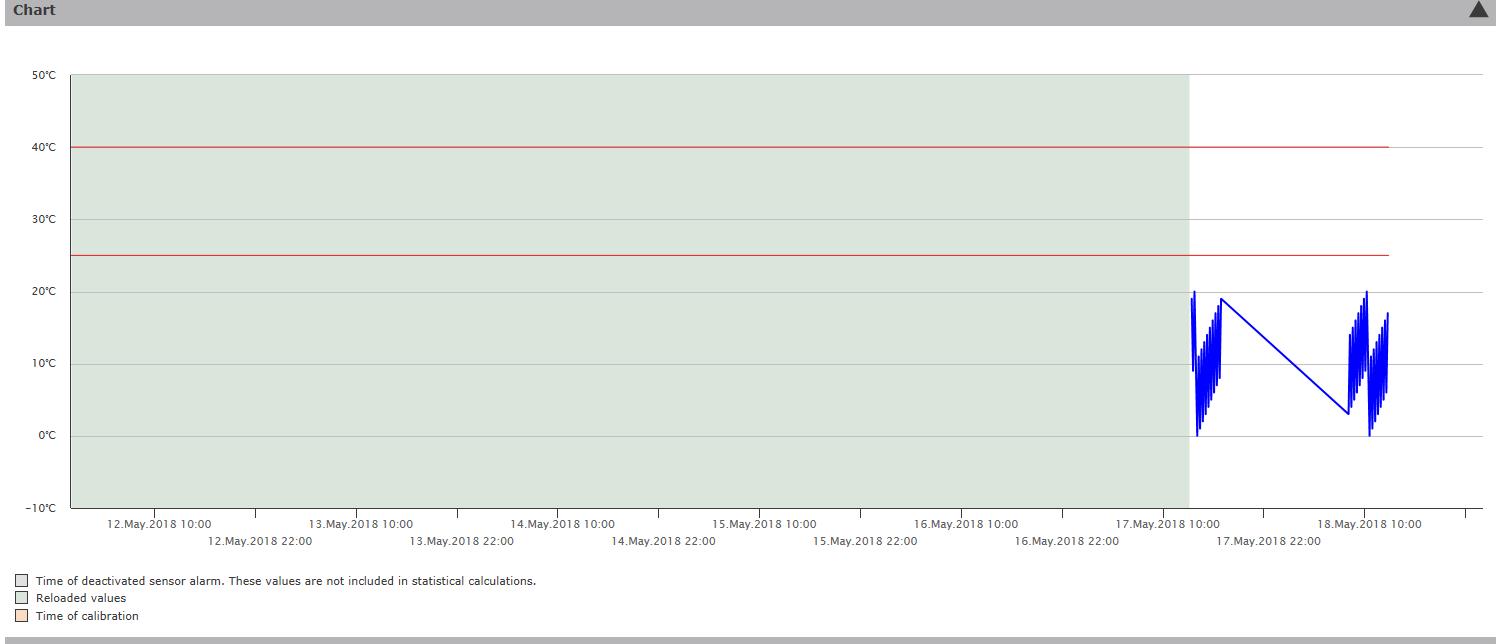 Chart
50°C
40°C
30°C
20°C
10°C
0°C
-10°C
12.May.2018 10:00
13.May.2018 10:00
14.May.2018 10:00
15.May.2018 10:00
16.May.2018 10:00
17.May.2018 10:00
18.May.2018 10:00
12.May.2018 22:00
13.May.2018 22:00
14.May.2018 22:00
15.May.2018 22:00
16.May.2018 22:00
17.May.2018 22:00
Time of deactivated sensor alarm. These values are not included in statistical calculations.
Reloaded values
Time of calibration